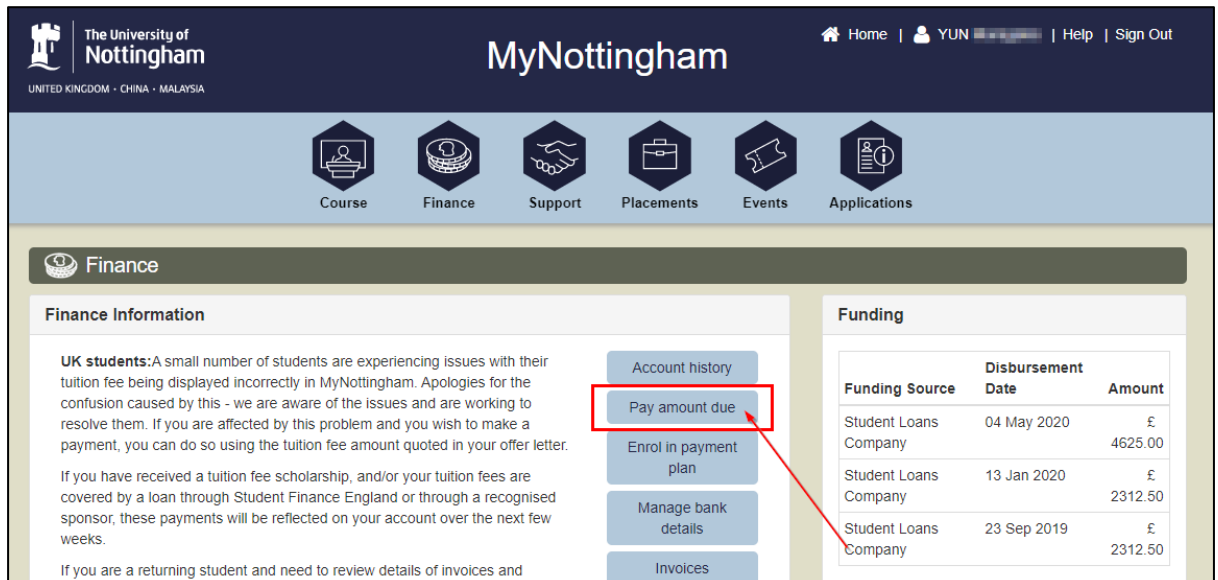 The University of
Nottingham
UNITED KINGDOM · CHINA · MALAYSIA
MyNottingham
Home | YUN | Help | Sign Out
Course
Finance
Support
Placements
Events
Applications
Finance
Finance Information
UK students:A small number of students are experiencing issues with their
tuition fee being displayed incorrectly in MyNottingham. Apologies for the
confusion caused by this - we are aware of the issues and are working to
resolve them. If you are affected by this problem and you wish to make a
payment, you can do so using the tuition fee amount quoted in your offer letter.
If you have received a tuition fee scholarship, and/or your tuition fees are
covered by a loan through Student Finance England or through a recognised
sponsor, these payments will be reflected on your account over the next few
weeks.
If you are a returning student and need to review details of invoices and
Account history
Pay amount due
Enrol in payment
plan
Manage bank
details
Invoices
Funding
Funding Source Disbursement Date Amount
Student Loans Company 04 May 2020 £ 4625.00
Student Loans Company 13 Jan 2020 £ 2312.50
Student Loans Company 23 Sep 2019 £ 2312.50